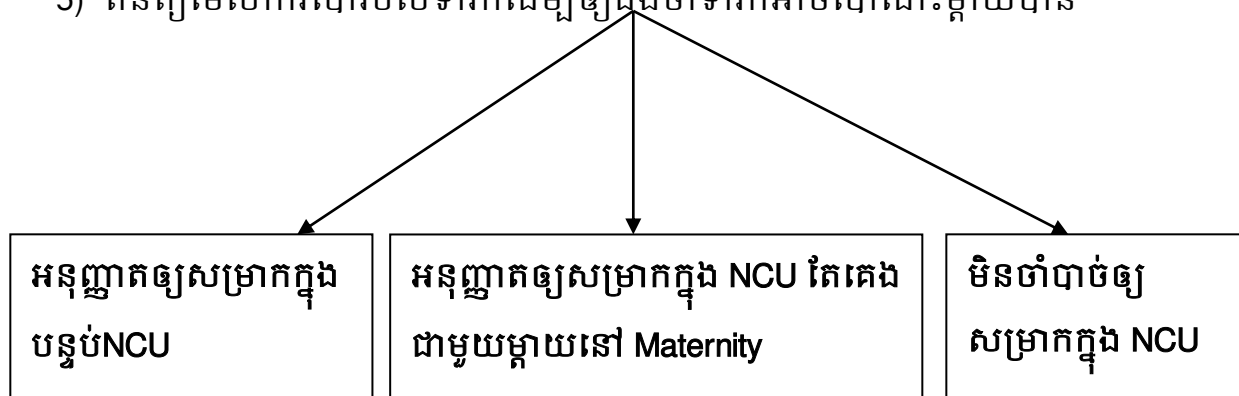 អនុញ្ញាតឲ្យសម្រាកក្នុង
បន្ទប់NCU
អនុញ្ញាតឲ្យសម្រាកក្នុង NCU តែគេង
ជាមួយម្តាយនៅ Maternity
មិនចាំបាច់ឲ្យ
សម្រាកក្នុង NCU